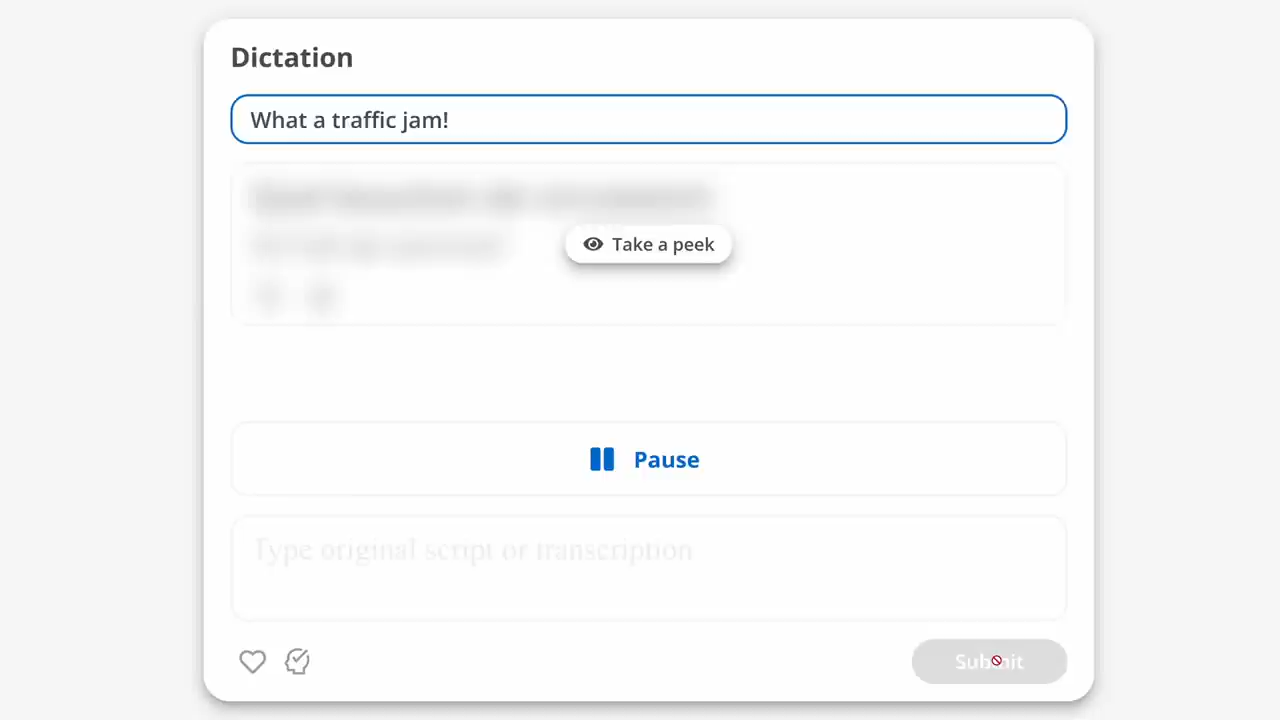 Dictation
What a traffic jam!
Take a peek
Pause
Type original script or transcription
Submit